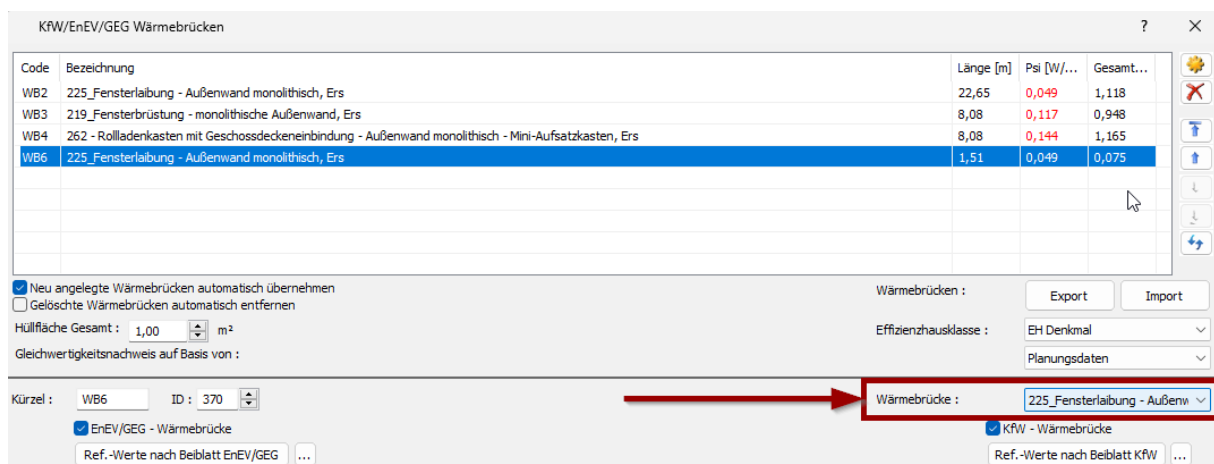 KfW/EnEV/GEG Wärmebrücken ?
Code Bezeichnung Länge [m] Psi [W/... Gesamt...
WB2 225_Fensterlaibung - Außenwand monolithisch, Ers 22,65 0,049 1,118
WB3 219_Fensterbrüstung - monolithische Außenwand, Ers 8,08 0,117 0,948
WB4 262 - Rollladenkasten mit Geschossdeckeneinbindung - Außenwand monolithisch - Mini-Aufsatzkasten, Ers 8,08 0,144 1,165
WB6 225_Fensterlaibung - Außenwand monolithisch, Ers 1,51 0,049 0,075
Neu angelegte Wärmebrücken automatisch übernehmen
Gelöschte Wärmebrücken automatisch entfernen
Wärmebrücken : Export Import
Hüllfläche Gesamt : 1,00 m² Effizienzhausklasse : EH Denkmal
Gleichwertigkeitsnachweis auf Basis von : Planungsdaten
Kürzel : WB6 ID : 370 Wärmebrücke : 225_Fensterlaibung - Außenw
EnEV/GEG - Wärmebrücke KfW - Wärmebrücke
Ref.-Werte nach Beiblatt EnEV/GEG ... Ref.-Werte nach Beiblatt KfW ...